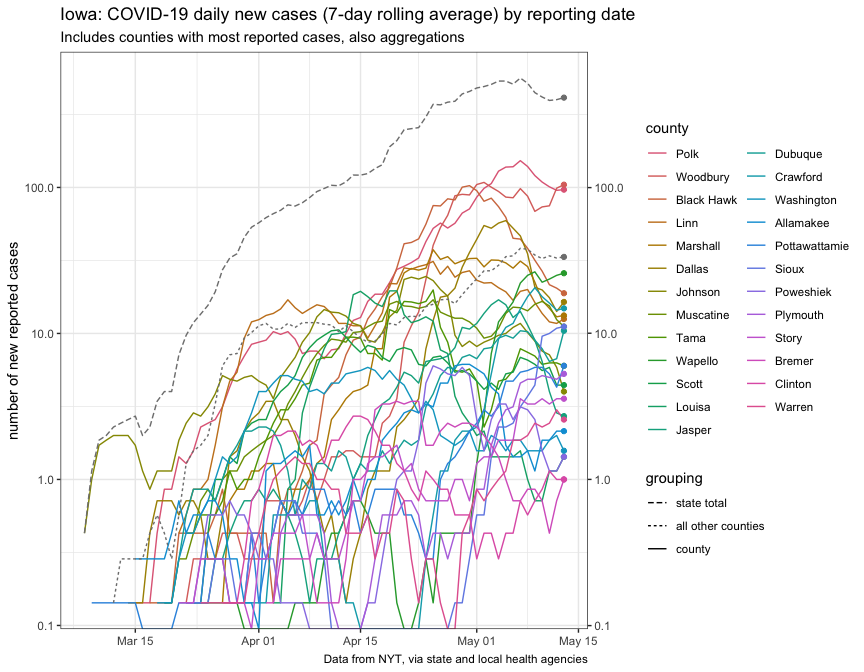 Iowa: COVID-19 daily new cases (7-day rolling average) by reporting date
Includes counties with most reported cases, also aggregations
number of new reported cases
100.0
10.0
1.0
0.1
100.0
10.0
1.0
0.1
Mar 15
Apr 01
Apr 15
May 01
May 15
Data from NYT, via state and local health agencies
county
Polk
Woodbury
Black Hawk
Linn
Marshall
Dallas
Johnson
Muscatine
Tama
Wapello
Scott
Louisa
Jasper
Dubuque
Crawford
Washington
Allamakee
Pottawattamie
Sioux
Poweshiek
Plymouth
Story
Bremer
Clinton
Warren
grouping
state total
all other counties
county